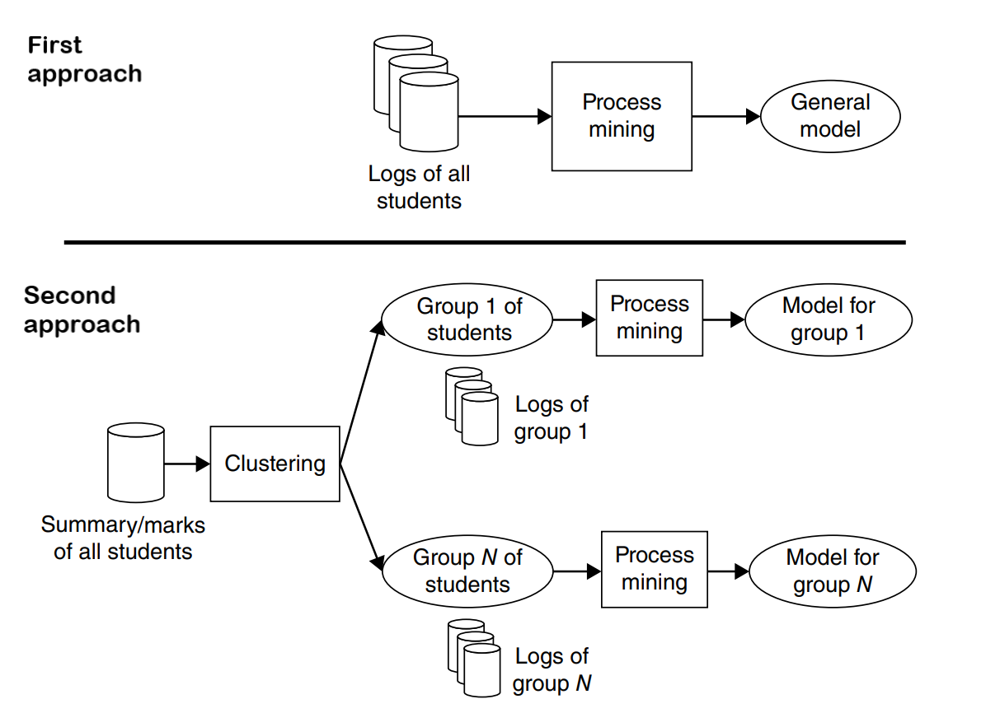 First
approach
Process
mining
General
model
Logs of all
students
Second
approach
Group 1 of
students
Process
mining
Model for
group 1
Logs of
group 1
Clustering
Summary/marks
of all students
Group N of
students
Process
mining
Model for
group N
Logs of
group N